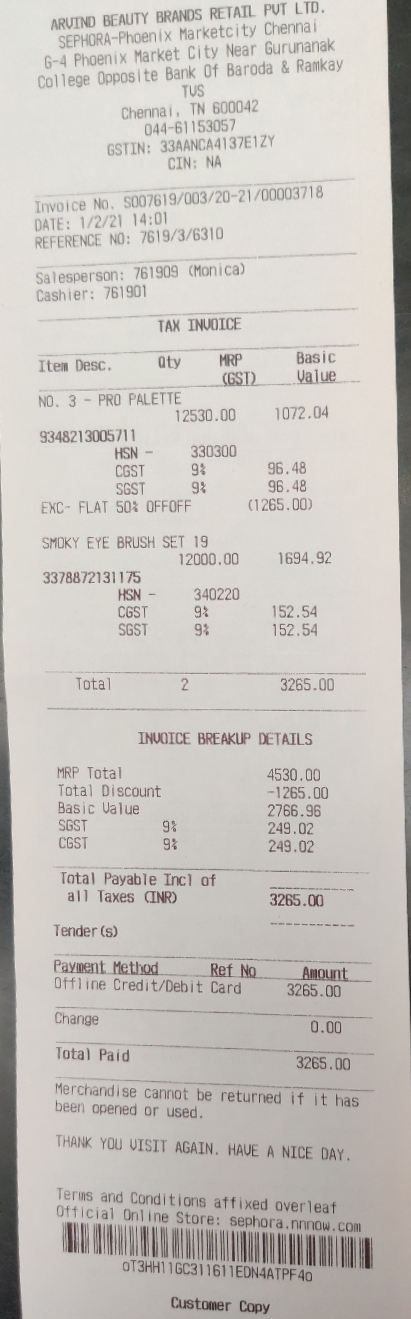 ARVIND BEAUTY BRANDS RETAIL PVT LTD.
SEPHORA-Phoenix Marketcity Chennai
G-4 Phoenix Market City Near Gurunanak
College Opposite Bank Of Baroda & Ramkay
TVS
Chennai, TN 600042
044-61153057
GSTIN: 33AANCA4137E1ZY
CIN: NA
Invoice No. S007619/003/20-21/00003718
DATE: 1/2/21 14:01
REFERENCE NO: 7619/3/6310
Salesperson: 761909 (Monica)
Cashier: 761901
TAX INVOICE
Item Desc. Qty MRP Basic
(GST) Value
NO. 3 - PRO PALETTE
12530.00 1072.04
9348213005711
HSN - 330300
CGST 9% 96.48
SGST 9% 96.48
EXC- FLAT 50% OFFOFF (1265.00)
SMOKY EYE BRUSH SET 19
12000.00 1694.92
3378872131175
HSN - 340220
CGST 9% 152.54
SGST 9% 152.54
Total 2 3265.00
INVOICE BREAKUP DETAILS
MRP Total 4530.00
Total Discount -1265.00
Basic Value 2766.96
SGST 9% 249.02
CGST 9% 249.02
Total Payable Incl of
all Taxes (INR) 3265.00
Tender(s)
Payment Method Ref No Amount
Offline Credit/Debit Card 3265.00
Change 0.00
Total Paid 3265.00
Merchandise cannot be returned if it has
been opened or used.
THANK YOU VISIT AGAIN. HAVE A NICE DAY.
Terms and Conditions affixed overleaf
Official Online Store: sephora.nnnow.com
oT3HH11GC311611EDN4ATPF4o
Customer Copy